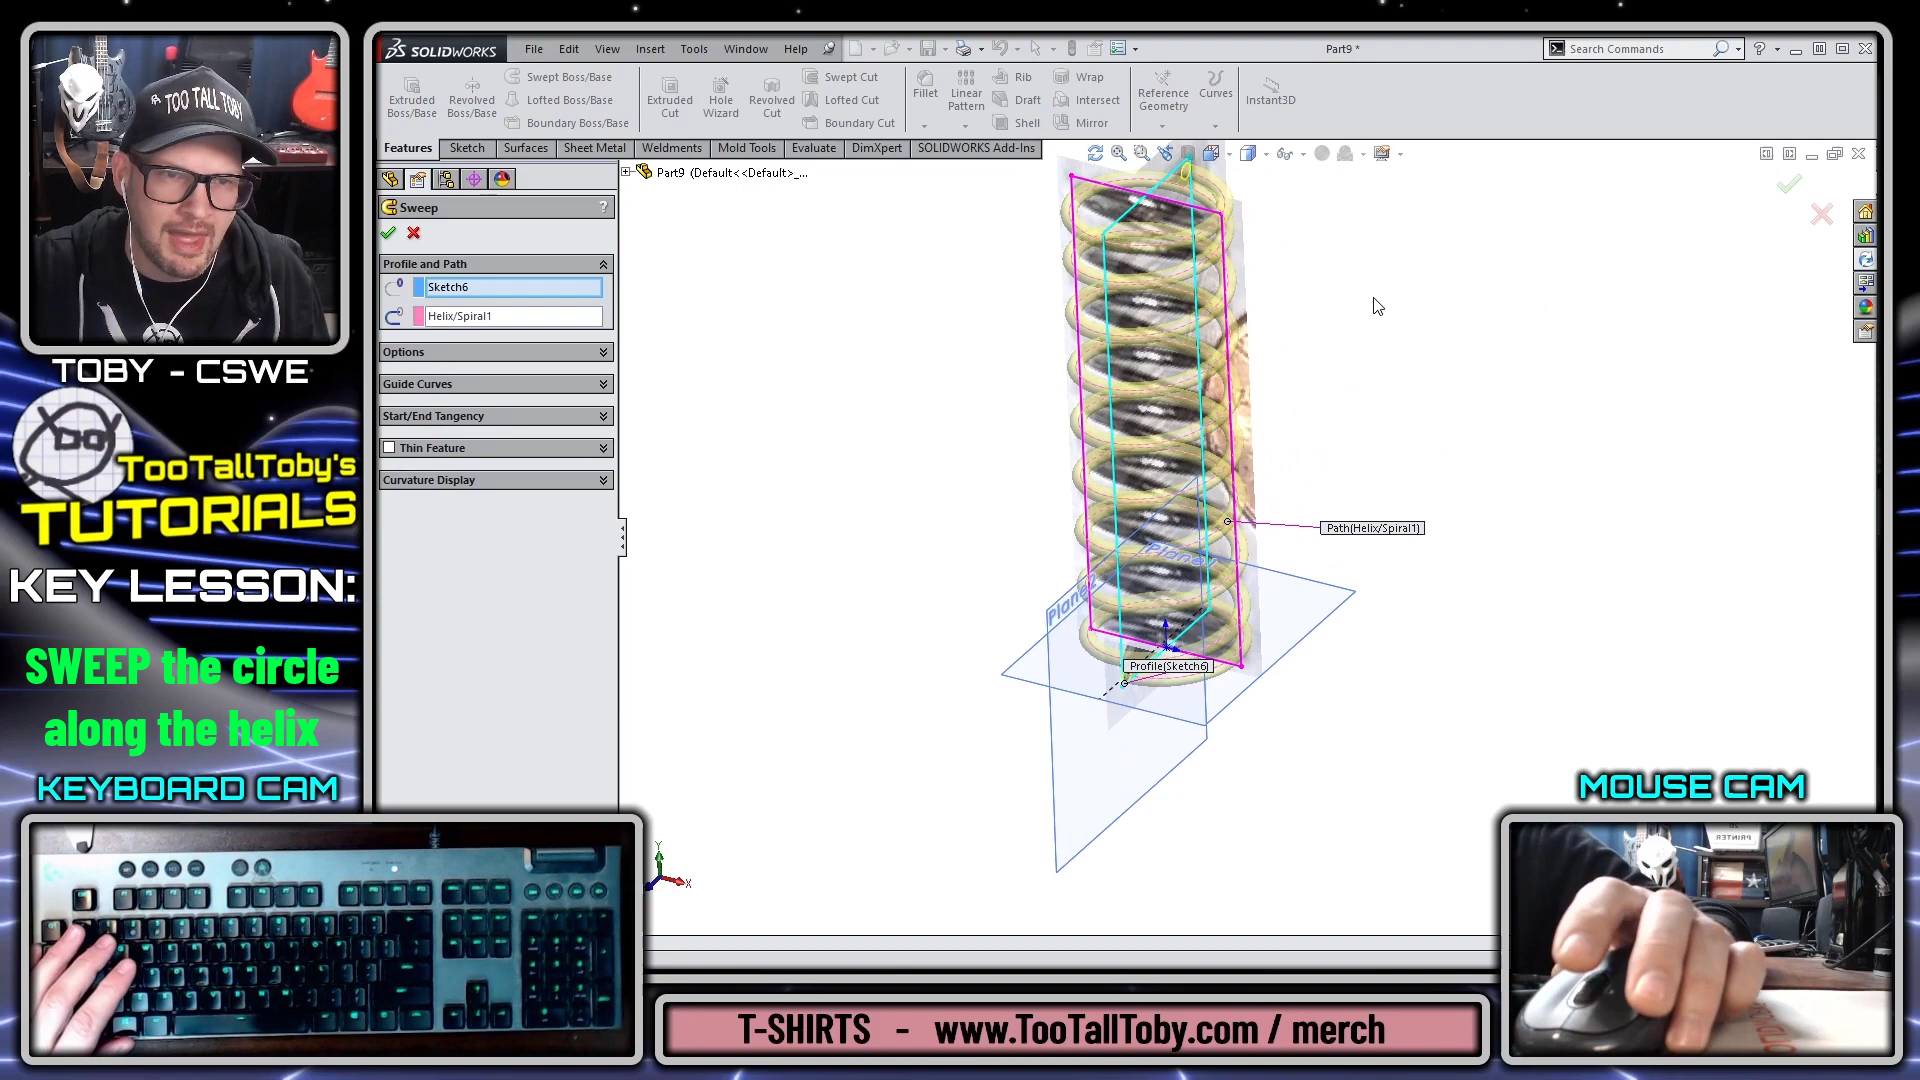 TOO TALL TOBY
TOBY - CSWE
TooTallToby's
TUTORIALS
KEY LESSON:
SWEEP the circle
along the helix
KEYBOARD CAM
SOLIDWORKS
File Edit View Insert Tools Window Help
Part9 *
Search Commands
Extruded Boss/Base
Revolved Boss/Base
Swept Boss/Base
Lofted Boss/Base
Boundary Boss/Base
Extruded Cut
Hole Wizard
Revolved Cut
Swept Cut
Lofted Cut
Boundary Cut
Fillet
Linear Pattern
Rib
Draft
Shell
Wrap
Intersect
Mirror
Reference Geometry
Curves
Instant3D
Features Sketch Surfaces Sheet Metal Weldments Mold Tools Evaluate DimXpert SOLIDWORKS Add-Ins
Part9 (Default<<Default>_...
Sweep ?
Profile and Path
Sketch6
Helix/Spiral1
Options
Guide Curves
Start/End Tangency
Thin Feature
Curvature Display
Path(Helix/Spiral1)
Plane1
Plane2
Profile(Sketch6)
Y
X
MOUSE CAM
PRINTER
T-SHIRTS - www.TooTallToby.com / merch